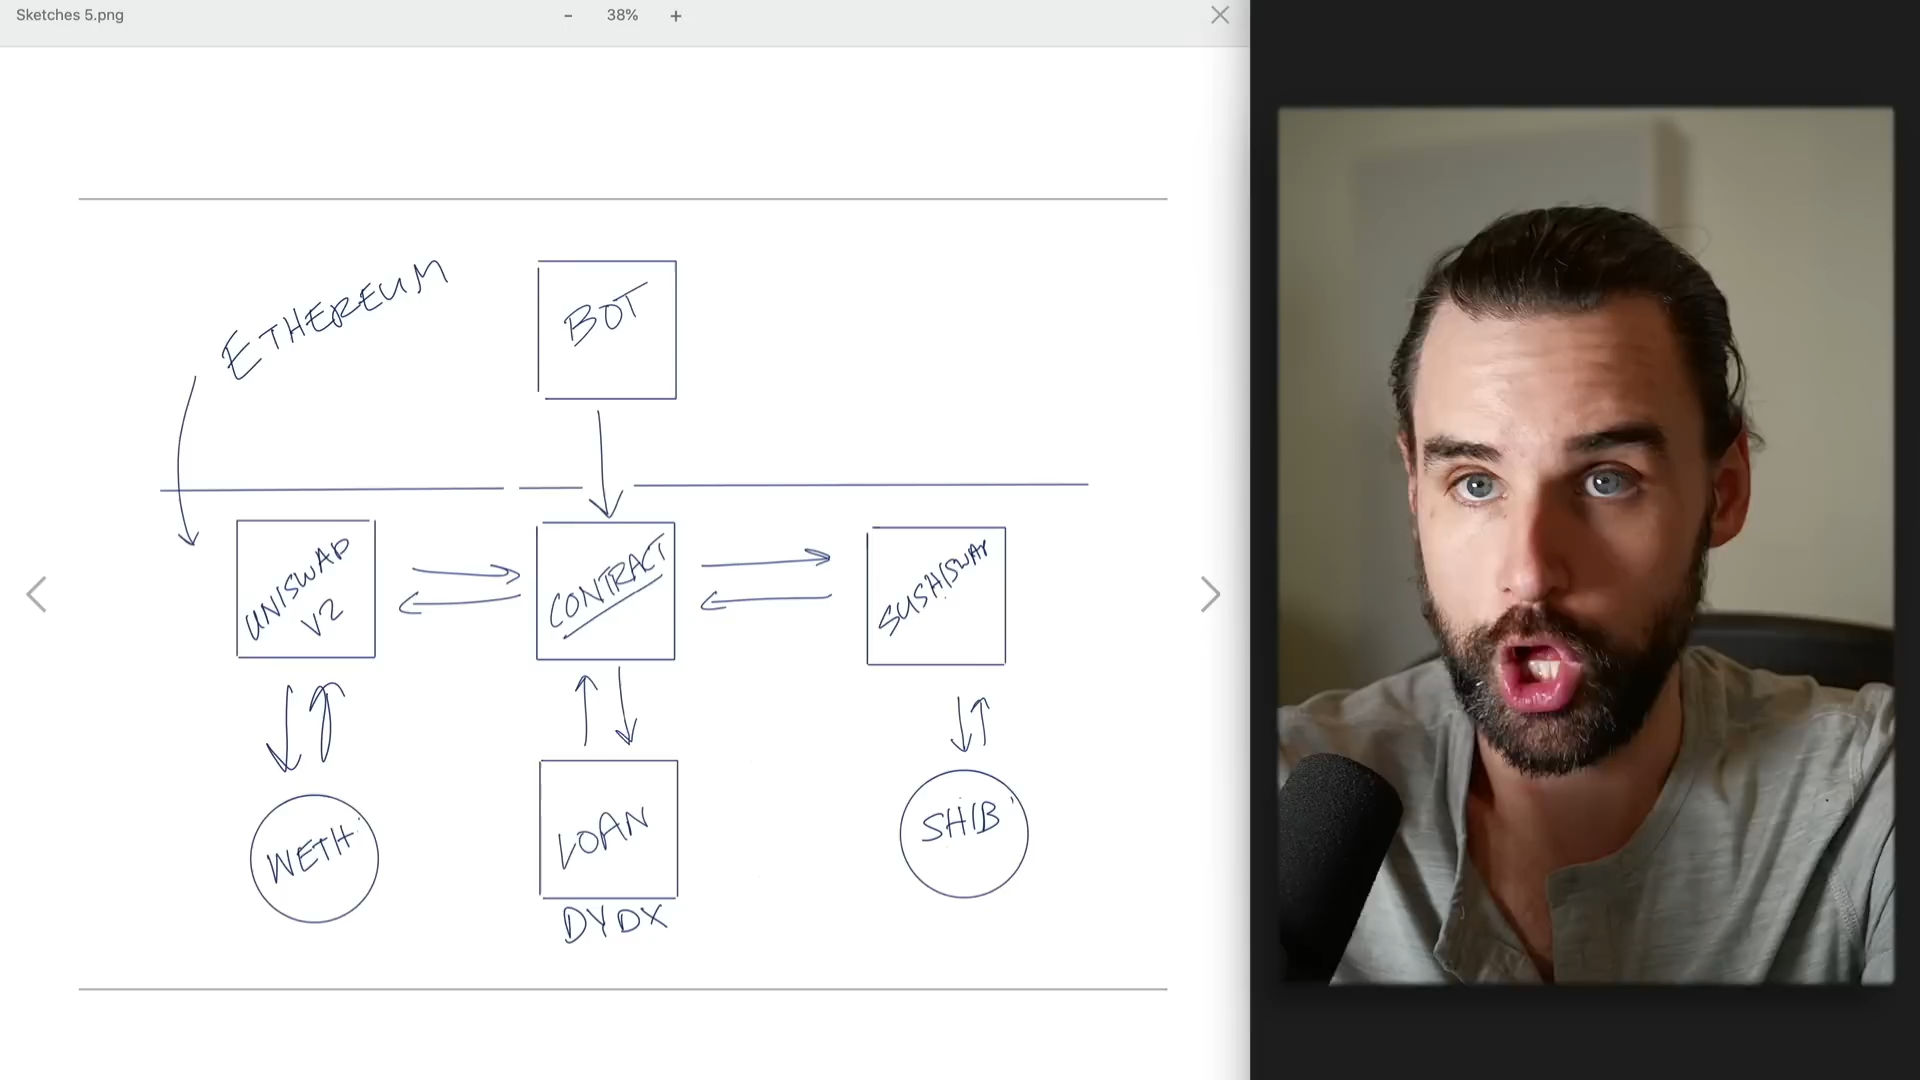 Sketches 5.png
- 38% +
ETHEREUM
BOT
UNISWAP
V2
CONTRACT
SUSHISWAP
WETH
LOAN
SHIB
DYDX